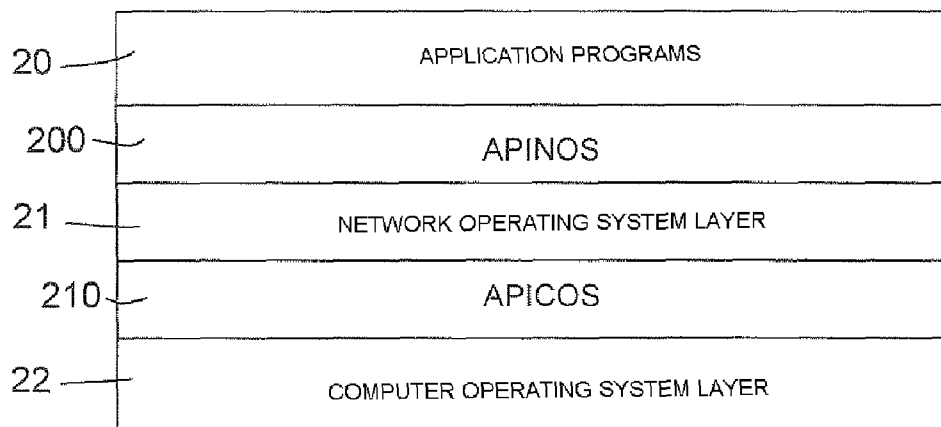 20 APPLICATION PROGRAMS
200 APINOS
21 NETWORK OPERATING SYSTEM LAYER
210 APICOS
22 COMPUTER OPERATING SYSTEM LAYER